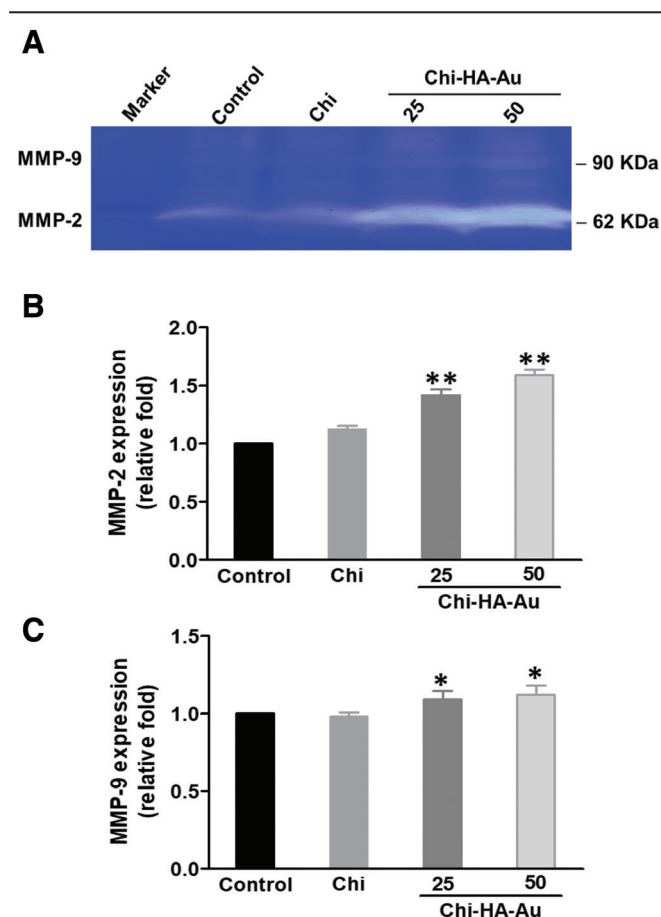 A
Marker Control Chi Chi-HA-Au 25 50
MMP-9 – 90 KDa
MMP-2 – 62 KDa
B
MMP-2 expression
(relative fold)
2.0
1.5
1.0
0.5
0.0
** **
Control Chi 25 50
Chi-HA-Au
C
MMP-9 expression
(relative fold)
1.5
1.0
0.5
0.0
* *
Control Chi 25 50
Chi-HA-Au